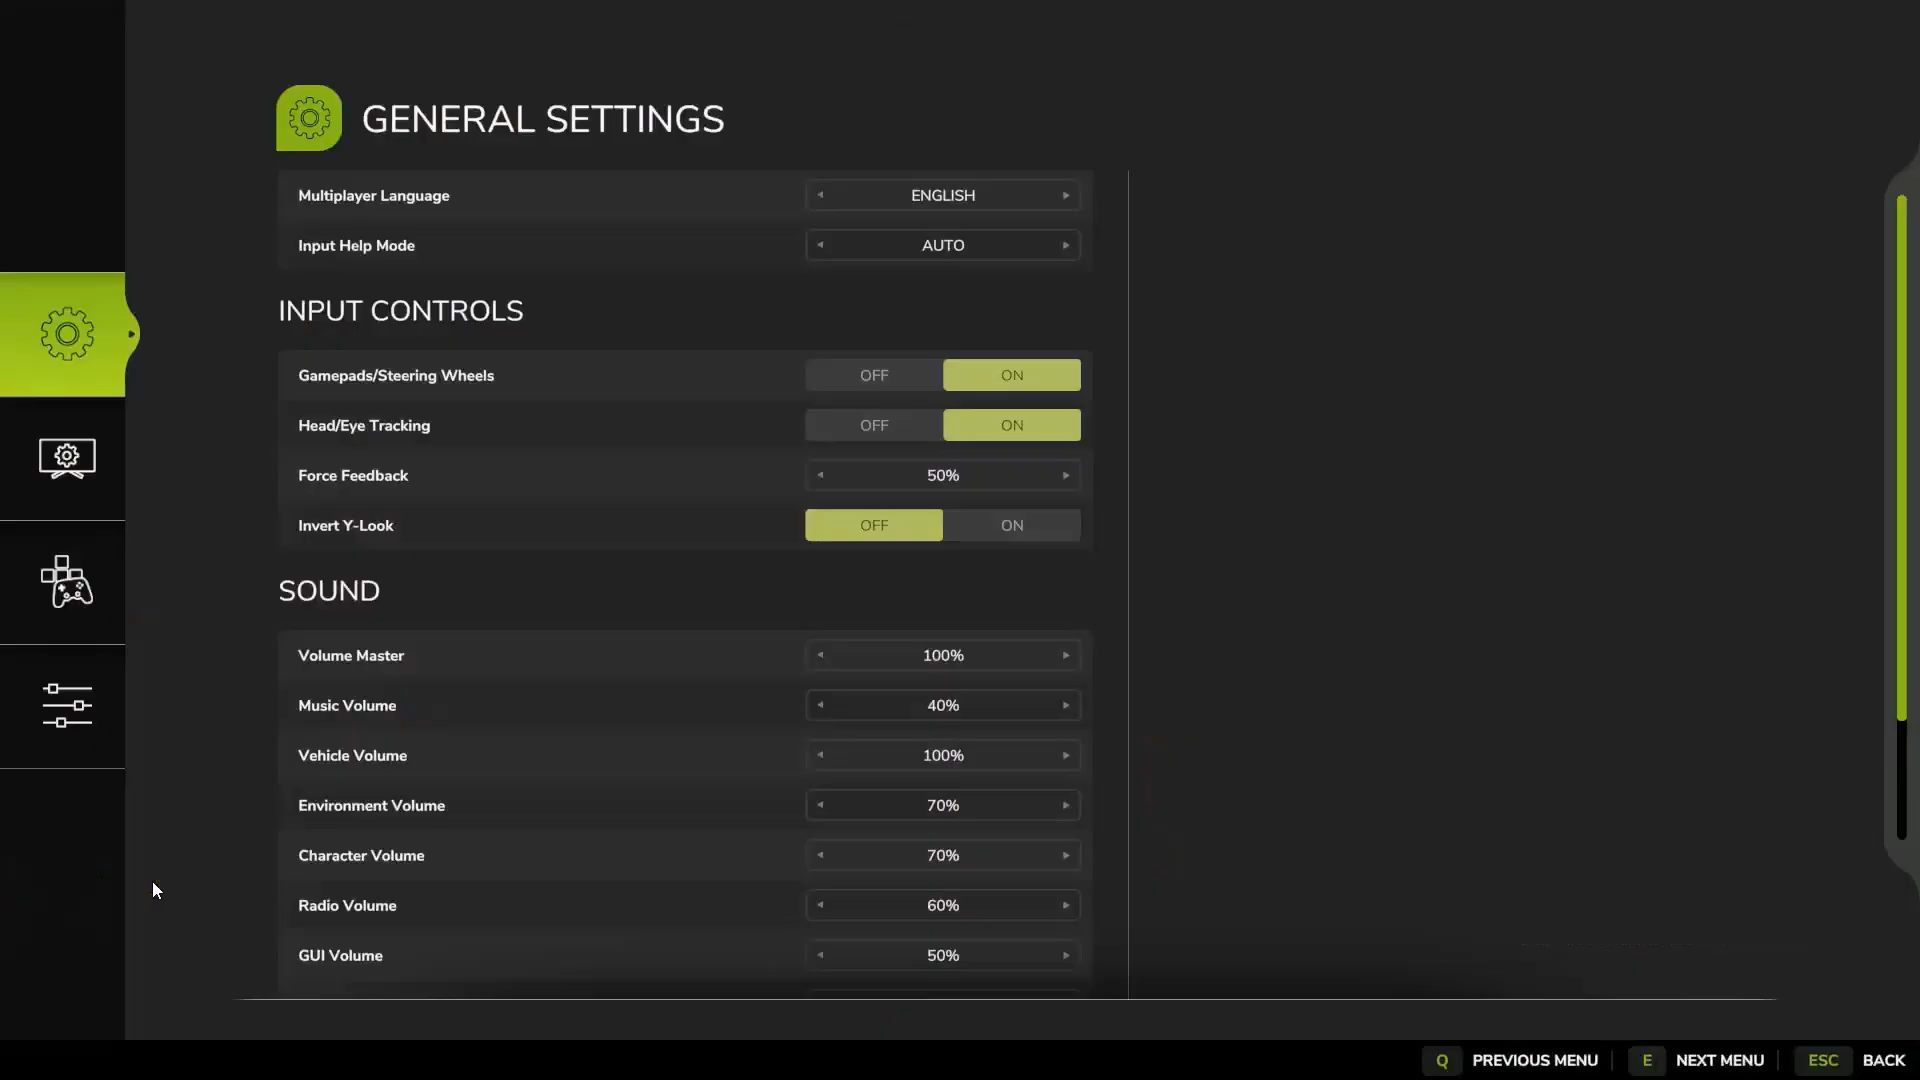 GENERAL SETTINGS
Multiplayer Language ENGLISH
Input Help Mode AUTO
INPUT CONTROLS
Gamepads/Steering Wheels OFF ON
Head/Eye Tracking OFF ON
Force Feedback 50%
Invert Y-Look OFF ON
SOUND
Volume Master 100%
Music Volume 40%
Vehicle Volume 100%
Environment Volume 70%
Character Volume 70%
Radio Volume 60%
GUI Volume 50%
Q PREVIOUS MENU E NEXT MENU ESC BACK